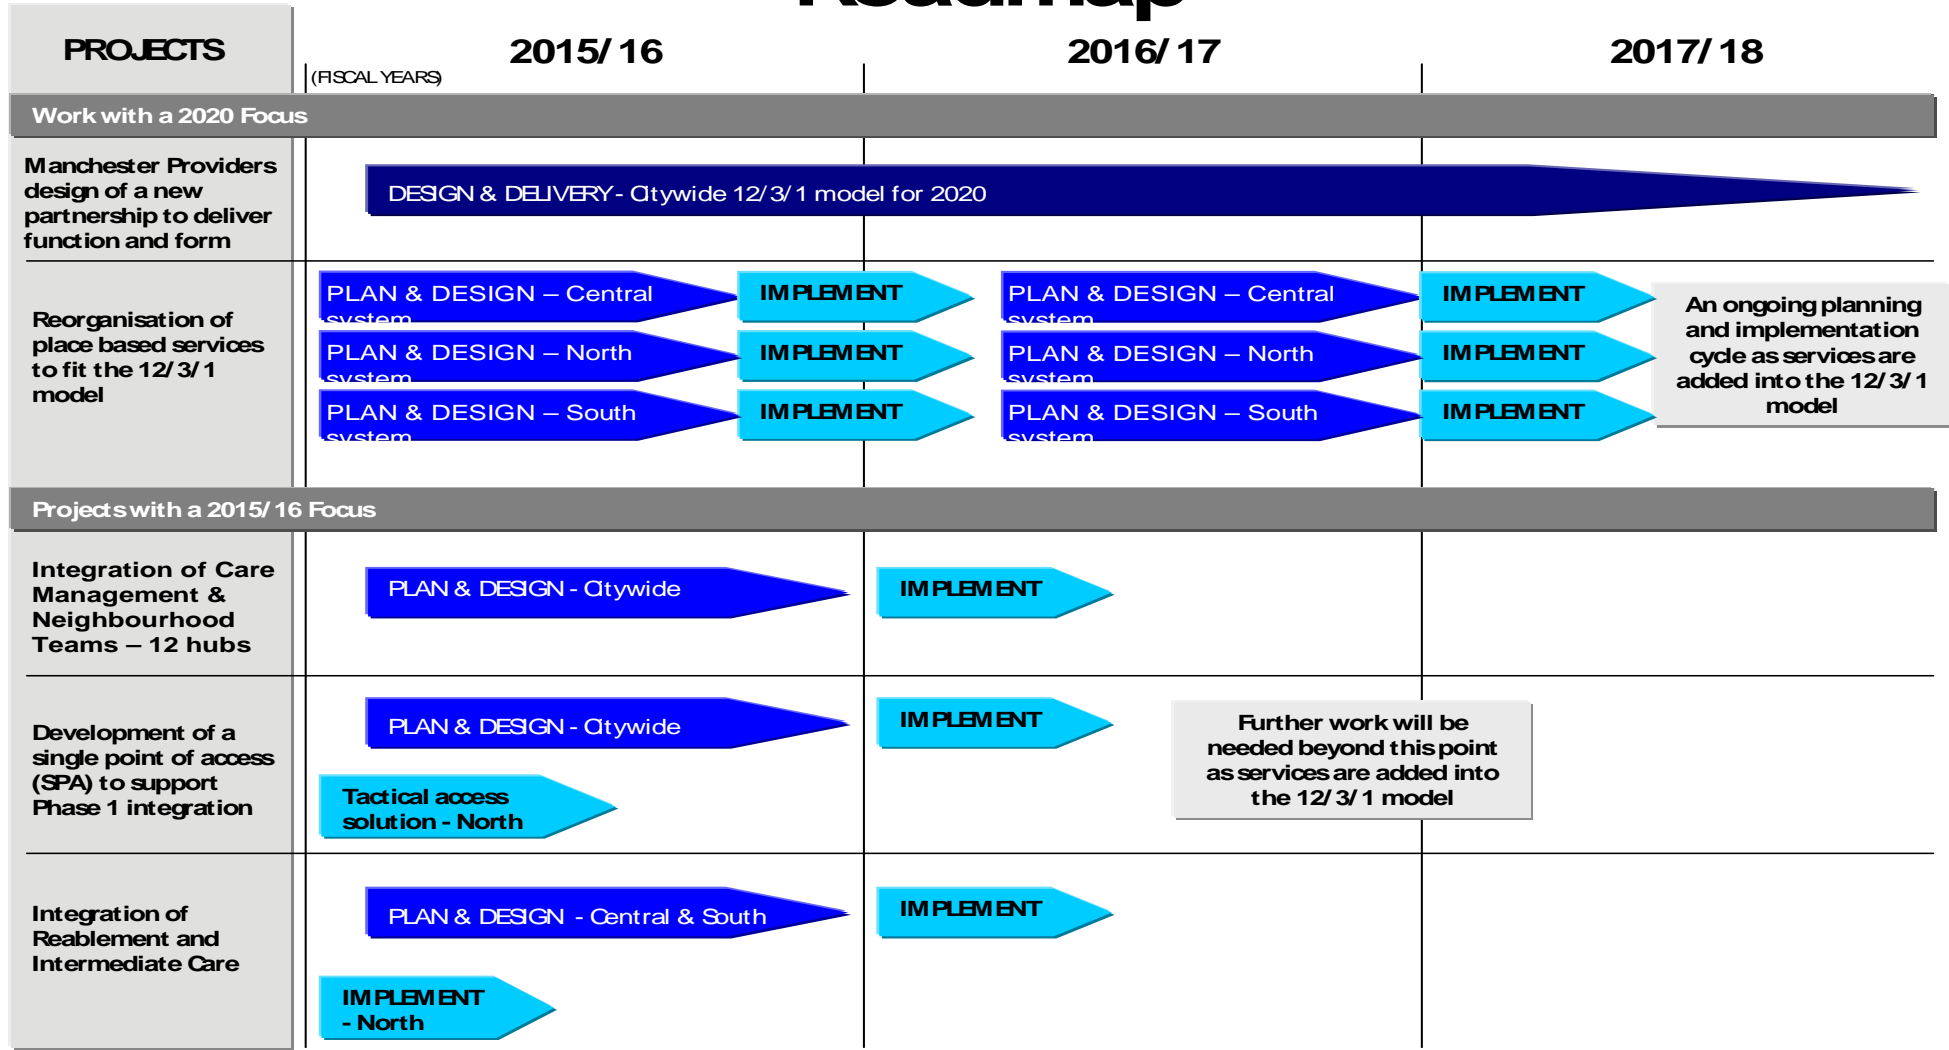 Roadmap
PROJECTS
2015/16
2016/17
2017/18
(FISCAL YEARS)
Work with a 2020 Focus
Manchester Providers
design of a new
partnership to deliver
function and form
DESIGN & DELIVERY - Citywide 12/3/1 model for 2020
Reorganisation of
place based services
to fit the 12/3/1
model
PLAN & DESIGN – Central
system
IMPLEMENT
PLAN & DESIGN – Central
system
IMPLEMENT
PLAN & DESIGN – North
system
IMPLEMENT
PLAN & DESIGN – North
system
IMPLEMENT
PLAN & DESIGN – South
system
IMPLEMENT
PLAN & DESIGN – South
system
IMPLEMENT
An ongoing planning
and implementation
cycle as services are
added into the 12/3/1
model
Projects with a 2015/16 Focus
Integration of Care
Management &
Neighbourhood
Teams – 12 hubs
PLAN & DESIGN - Citywide
IMPLEMENT
Development of a
single point of access
(SPA) to support
Phase 1 integration
PLAN & DESIGN - Citywide
IMPLEMENT
Tactical access
solution - North
Further work will be
needed beyond this point
as services are added into
the 12/3/1 model
Integration of
Reablement and
Intermediate Care
PLAN & DESIGN - Central & South
IMPLEMENT
IMPLEMENT
- North